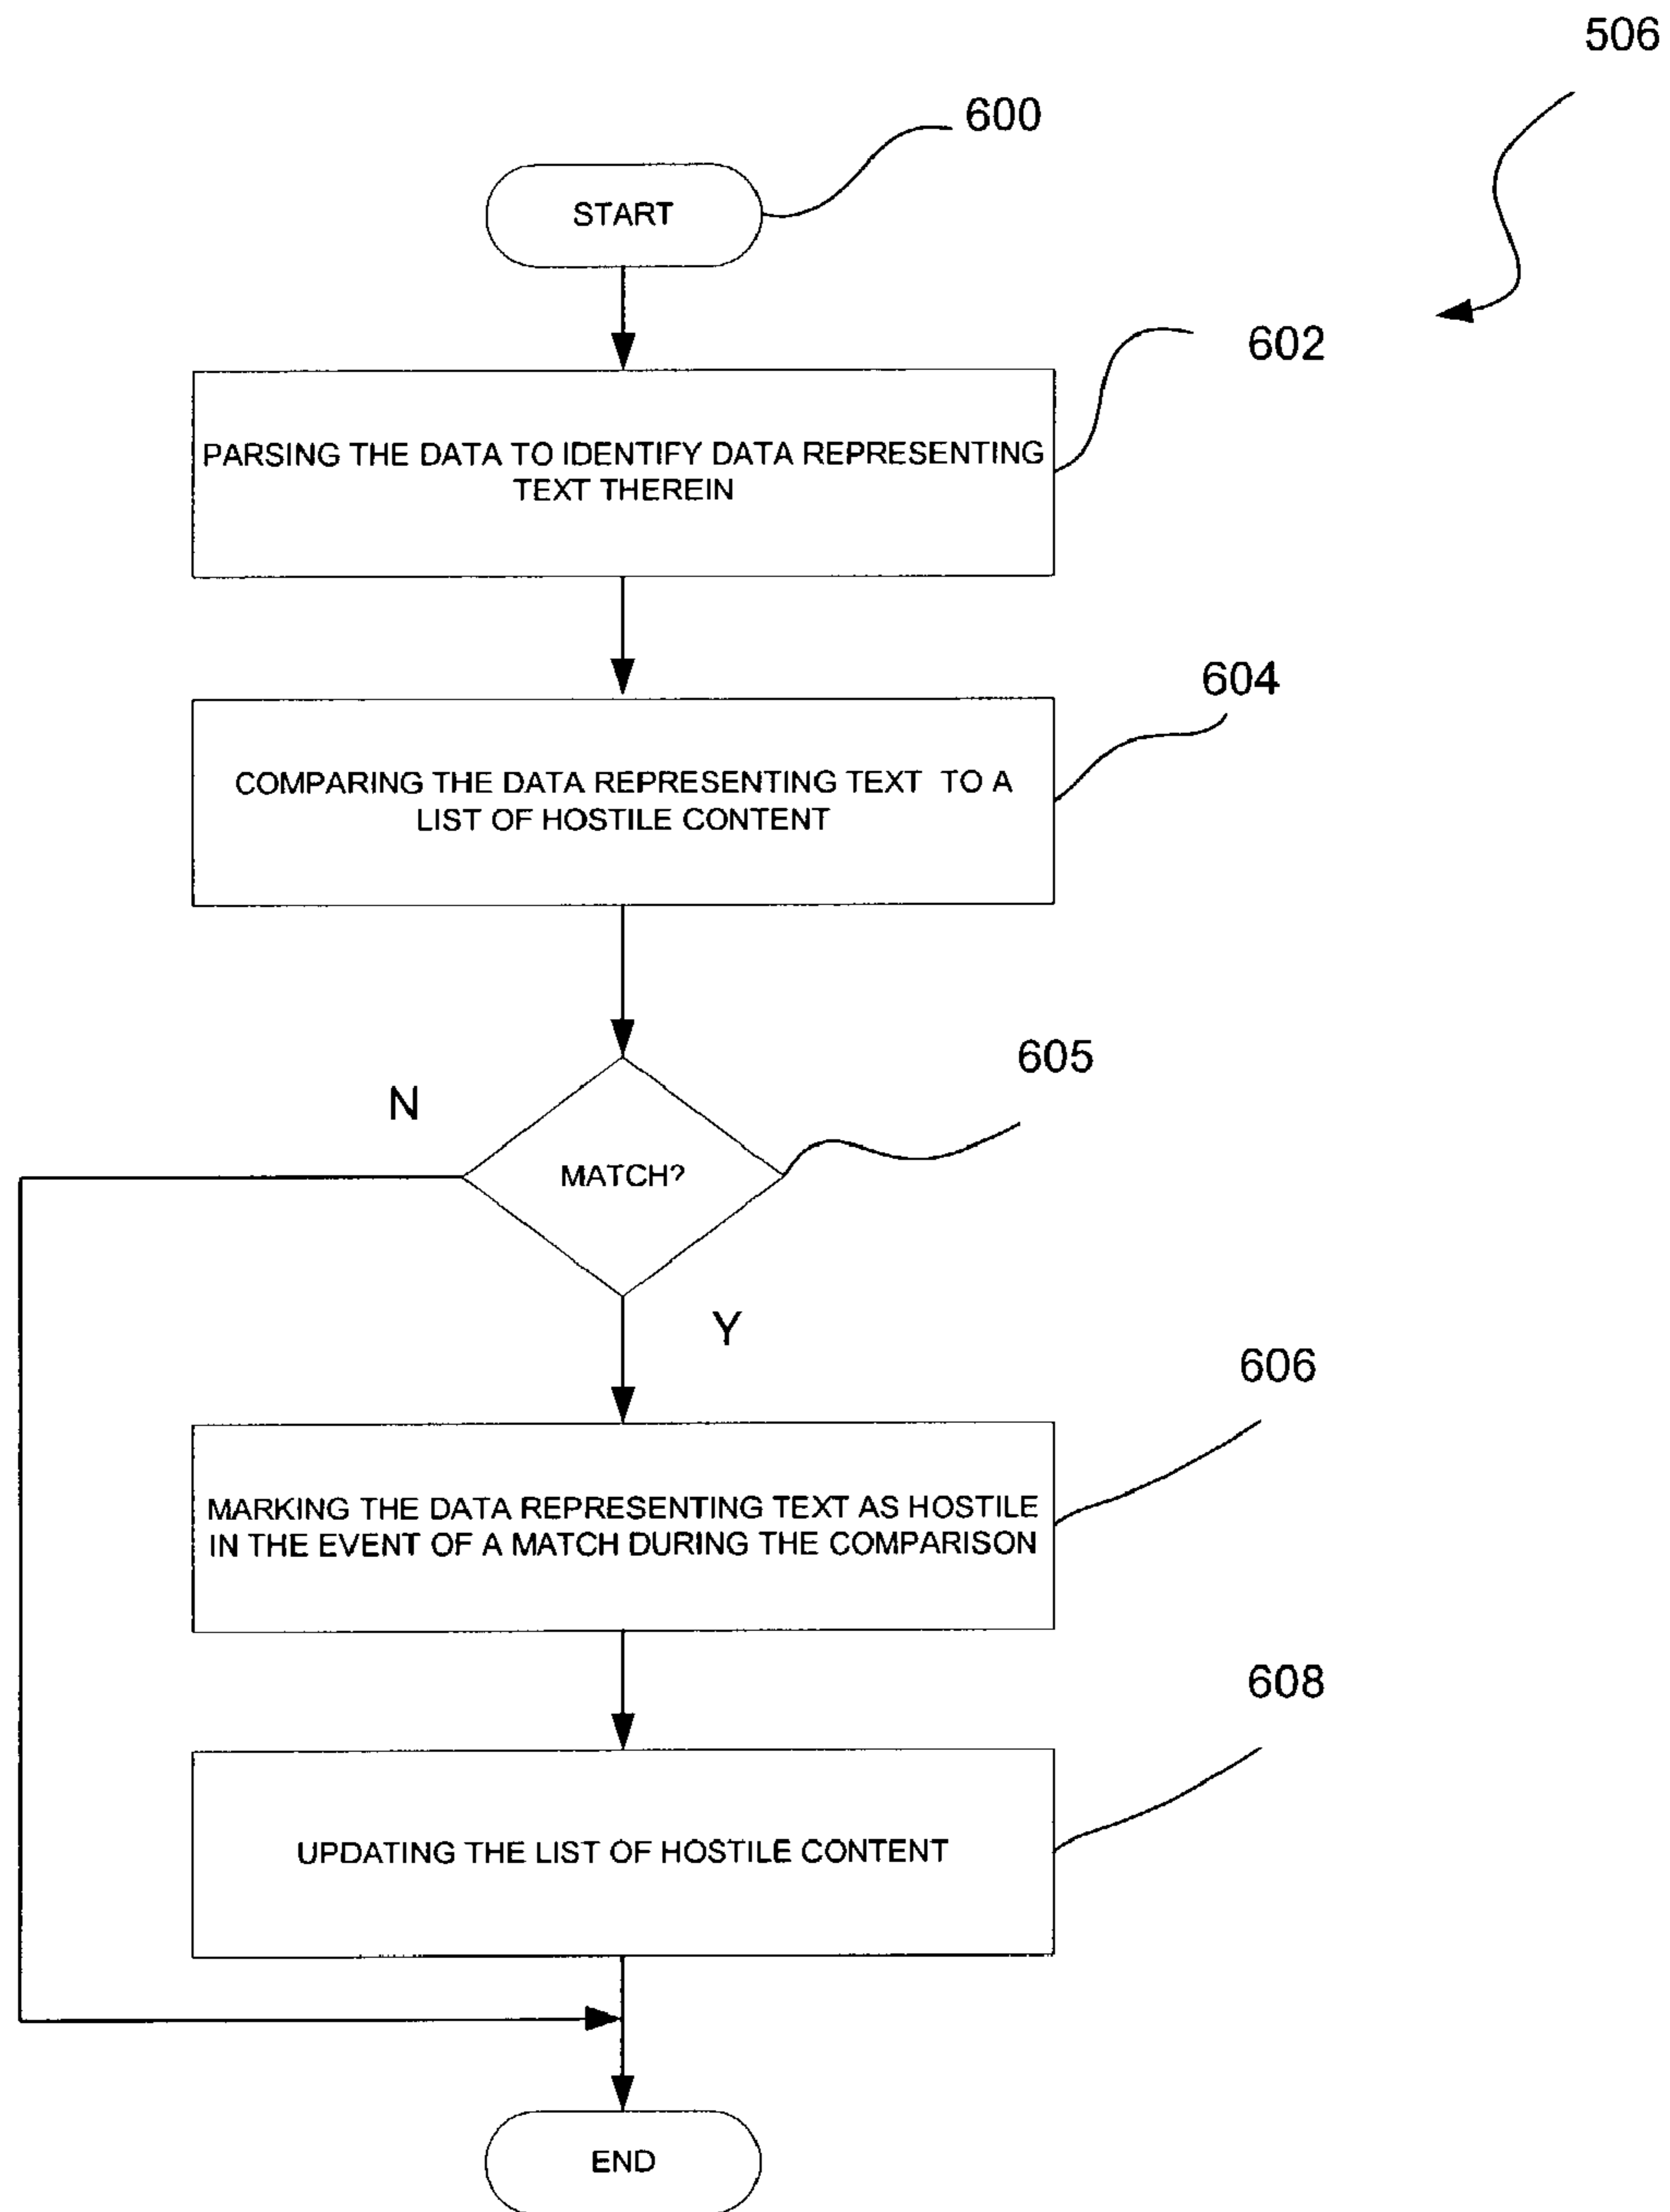 506
600
START
602
PARSING THE DATA TO IDENTIFY DATA REPRESENTING
TEXT THEREIN
604
COMPARING THE DATA REPRESENTING TEXT TO A
LIST OF HOSTILE CONTENT
605
N
MATCH?
Y
606
MARKING THE DATA REPRESENTING TEXT AS HOSTILE
IN THE EVENT OF A MATCH DURING THE COMPARISON
608
UPDATING THE LIST OF HOSTILE CONTENT
END